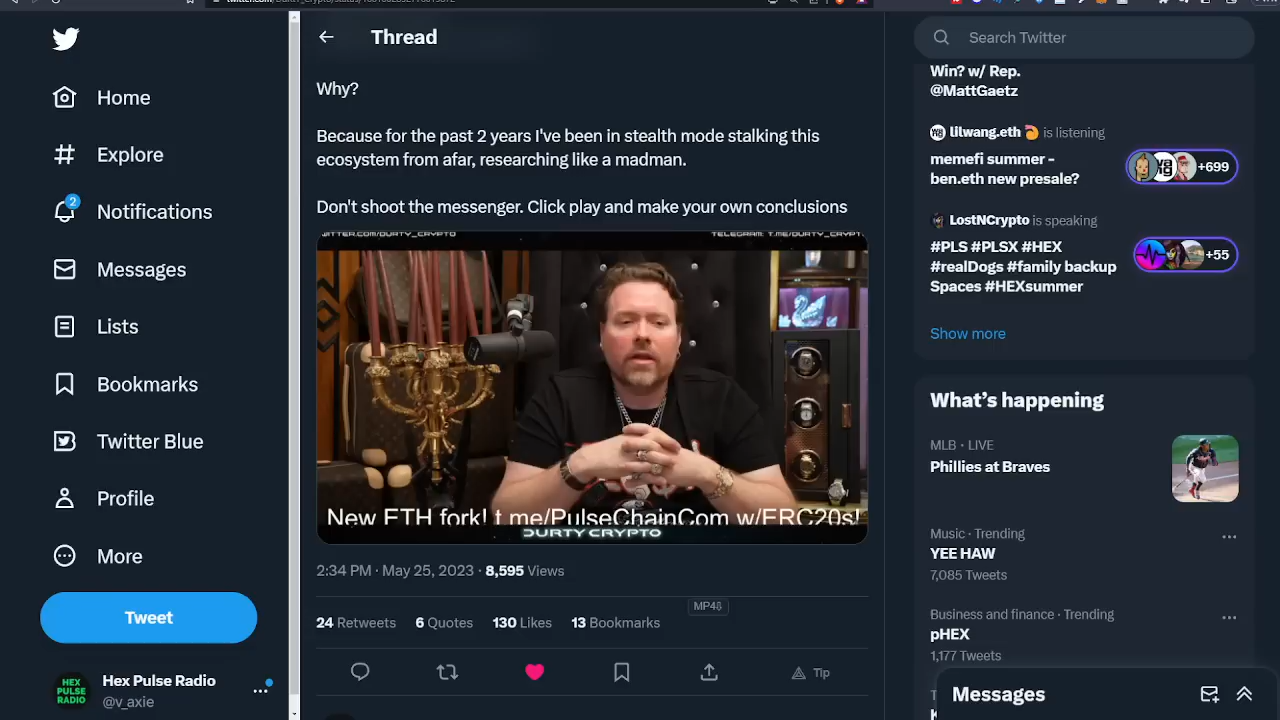 Thread
Search Twitter
Home
Explore
2
Notifications
Messages
Lists
Bookmarks
Twitter Blue
Profile
More
Tweet
Hex Pulse Radio
@v_axie
HEX
PULSE
RADIO
Why?
Because for the past 2 years I've been in stealth mode stalking this
ecosystem from afar, researching like a madman.
Don't shoot the messenger. Click play and make your own conclusions
TELEGRAM: T.ME/DURTY_CRYPT
New ETH fork! t.me/PulseChainCom w/ERC20s!
DURTY CRYPTO
2:34 PM · May 25, 2023 · 8,595 Views
MP4
24 Retweets 6 Quotes 130 Likes 13 Bookmarks
Tip
Win? w/ Rep.
@MattGaetz
lilwang.eth is listening
memefi summer -
ben.eth new presale?
+699
LostNCrypto is speaking
#PLS #PLSX #HEX
#realDogs #family backup
Spaces #HEXsummer
+55
Show more
What's happening
MLB · LIVE
Phillies at Braves
Music · Trending
YEE HAW
7,085 Tweets
Business and finance · Trending
pHEX
1,177 Tweets
Messages